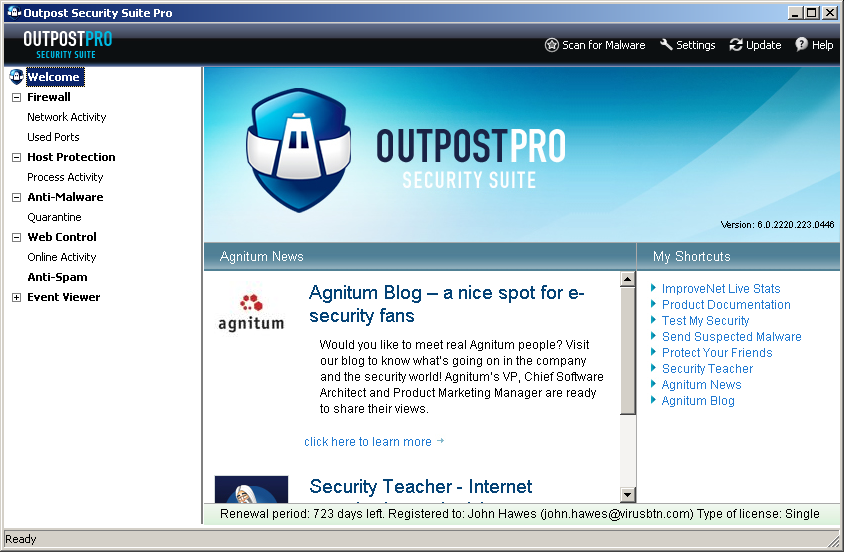 Outpost Security Suite Pro
OUTPOSTPRO
SECURITY SUITE
Scan for Malware Settings Update Help
Welcome
Firewall
Network Activity
Used Ports
Host Protection
Process Activity
Anti-Malware
Quarantine
Web Control
Online Activity
Anti-Spam
Event Viewer
OUTPOSTPRO
SECURITY SUITE
Version: 6.0.2220.223.0446
Agnitum News
agnitum
Agnitum Blog – a nice spot for e-
security fans
Would you like to meet real Agnitum people? Visit
our blog to know what's going on in the company
and the security world! Agnitum's VP, Chief Software
Architect and Product Marketing Manager are ready
to share their views.
click here to learn more →
Security Teacher - Internet
My Shortcuts
ImproveNet Live Stats
Product Documentation
Test My Security
Send Suspected Malware
Protect Your Friends
Security Teacher
Agnitum News
Agnitum Blog
Renewal period: 723 days left. Registered to: John Hawes (john.hawes@virusbtn.com) Type of license: Single
Ready